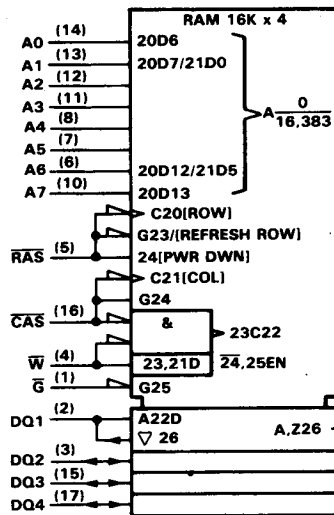 RAM 16K x 4
A0 (14) 20D6
A1 (13) 20D7/21D0
A2 (12)
A3 (11)
A4 (8)
A5 (7)
A6 (6) 20D12/21D5
A7 (10) 20D13
A 0/16,383
C20[ROW]
G23/[REFRESH ROW]
RAS (5) 24[PWR DWN]
C21[COL]
G24
CAS (16) & 23C22
W (4) 23,21D 24,25EN
G (1) G25
DQ1 (2) A22D
▽ 26 A,Z26
DQ2 (3)
DQ3 (15)
DQ4 (17)